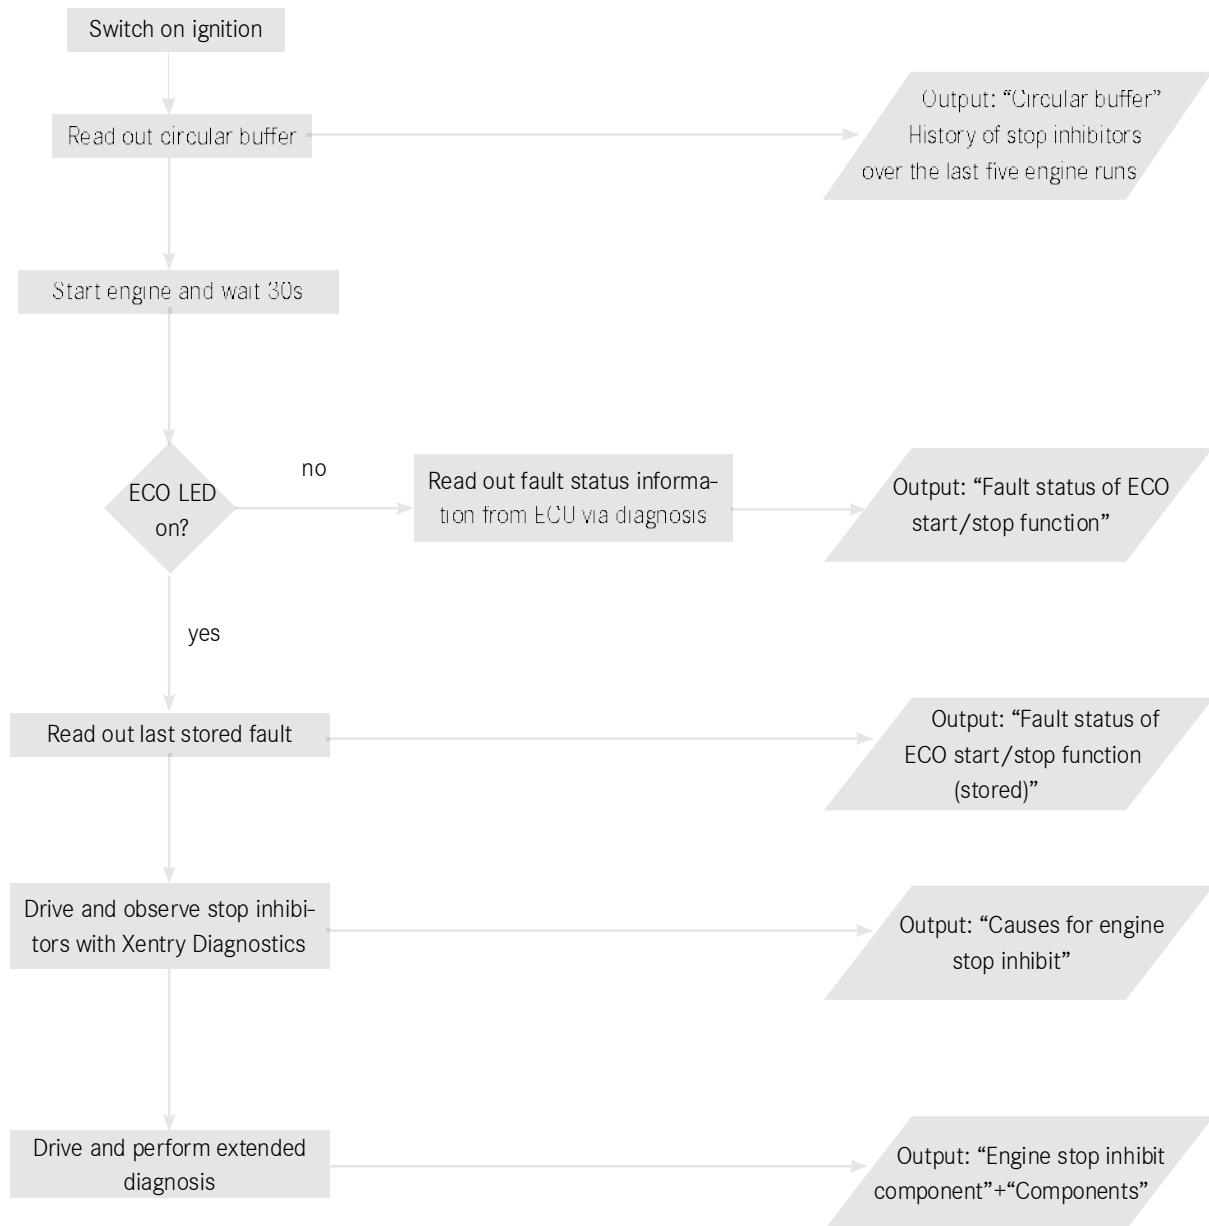 Switch on ignition
Read out circular buffer
Output: “Circular buffer”
History of stop inhibitors
over the last five engine runs
Start engine and wait 30s
ECO LED
on?
no
Read out fault status informa-
tion from ECU via diagnosis
Output: “Fault status of ECO
start/stop function”
yes
Read out last stored fault
Output: “Fault status of
ECO start/stop function
(stored)”
Drive and observe stop inhibi-
tors with Xentry Diagnostics
Output: “Causes for engine
stop inhibit”
Drive and perform extended
diagnosis
Output: “Engine stop inhibit
component”+“Components”